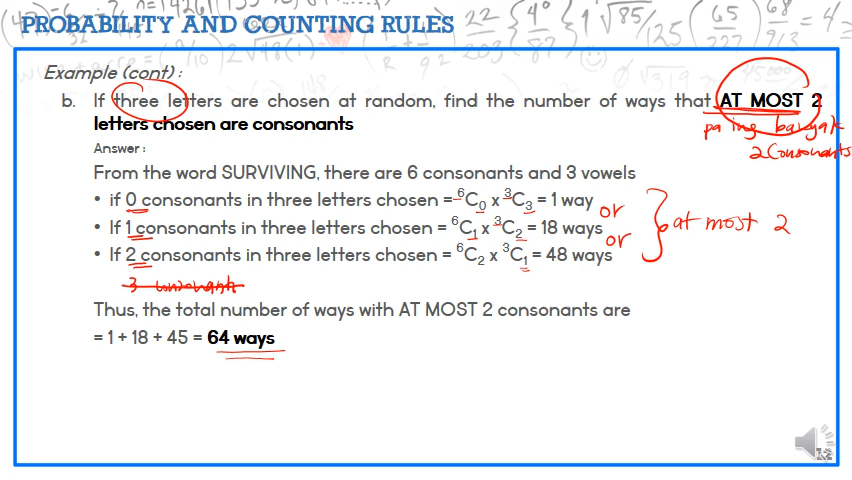 PROBABILITY AND COUNTING RULES
Example (cont) :
b. If three letters are chosen at random, find the number of ways that AT MOST 2
letters chosen are consonants
paling banyak
2 consonants
Answer :
From the word SURVIVING, there are 6 consonants and 3 vowels
• if 0 consonants in three letters chosen = ⁶C₀ x ³C₃ = 1 way
or
• If 1 consonants in three letters chosen = ⁶C₁ x ³C₂ = 18 ways
or
• If 2 consonants in three letters chosen = ⁶C₂ x ³C₁ = 48 ways
at most 2
3 consonants
Thus, the total number of ways with AT MOST 2 consonants are
= 1 + 18 + 45 = 64 ways